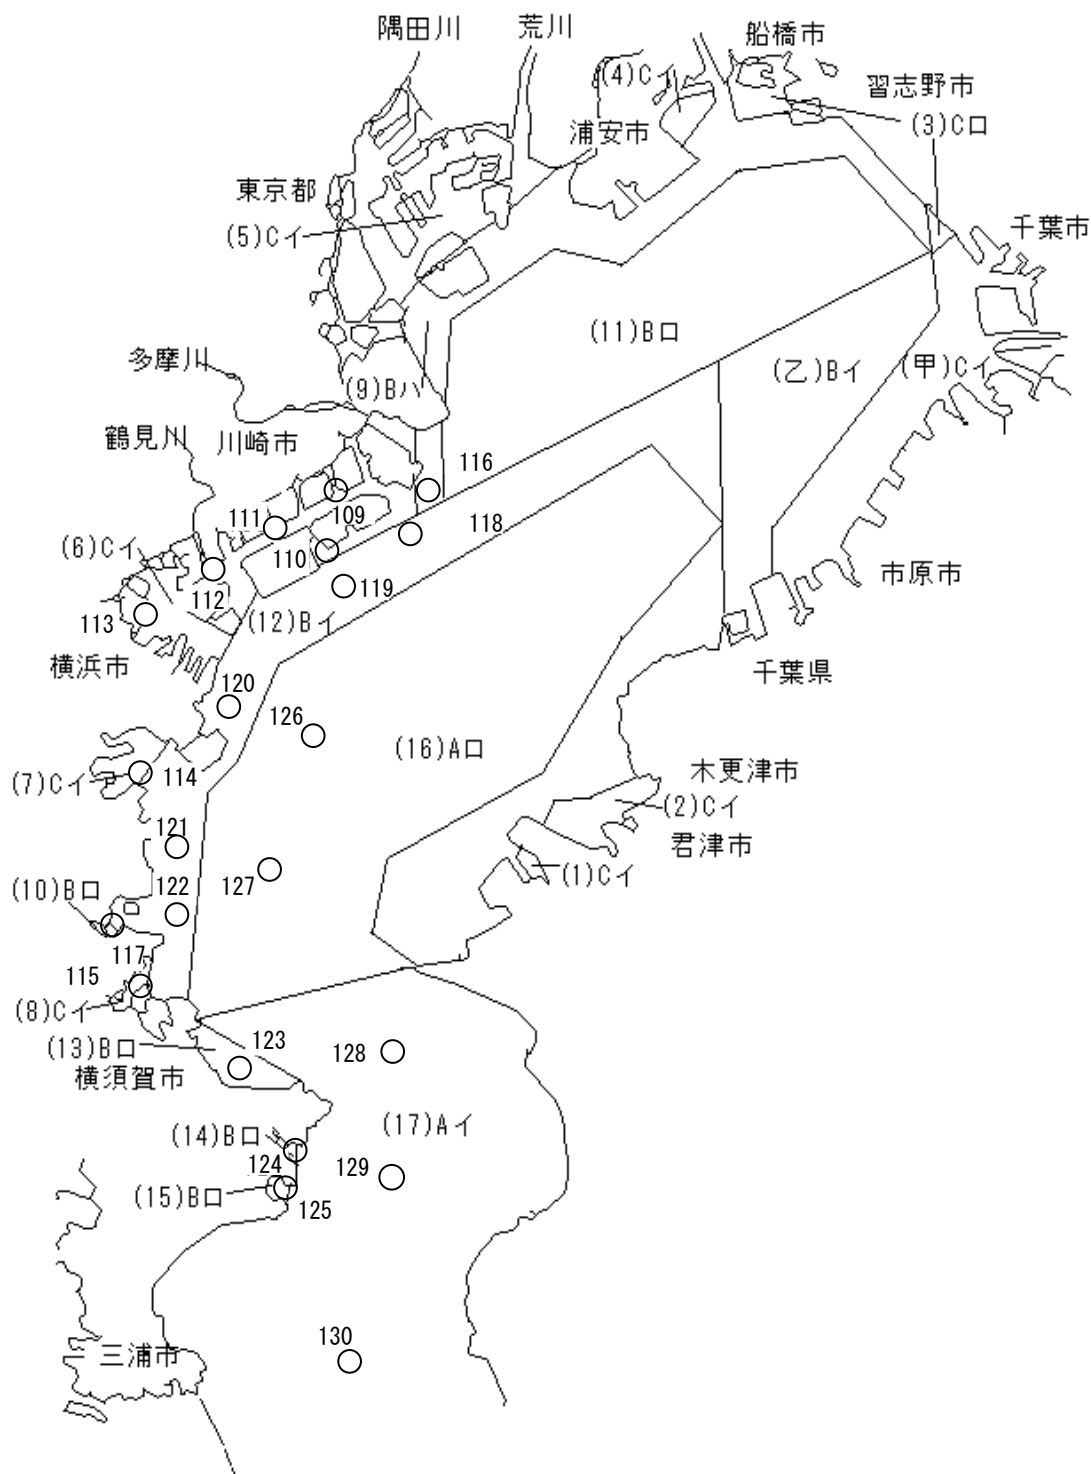 隅田川
荒川
船橋市
(4)Cイ
習志野市
(3)Cロ
浦安市
東京都
(5)Cイ
千葉市
(11)Bロ
多摩川
(乙)Bイ
(甲)Cイ
(9)Bハ
鶴見川
川崎市
116
111
109
118
(6)Cイ
110
市原市
112
119
113
(12)Bイ
横浜市
千葉県
120
126
(16)Aロ
木更津市
(7)Cイ
114
(2)Cイ
121
君津市
(1)Cイ
127
(10)Bロ
122
117
115
(8)Cイ
123
(13)Bロ
128
横須賀市
(17)Aイ
(14)Bロ
124
129
(15)Bロ
125
130
三浦市